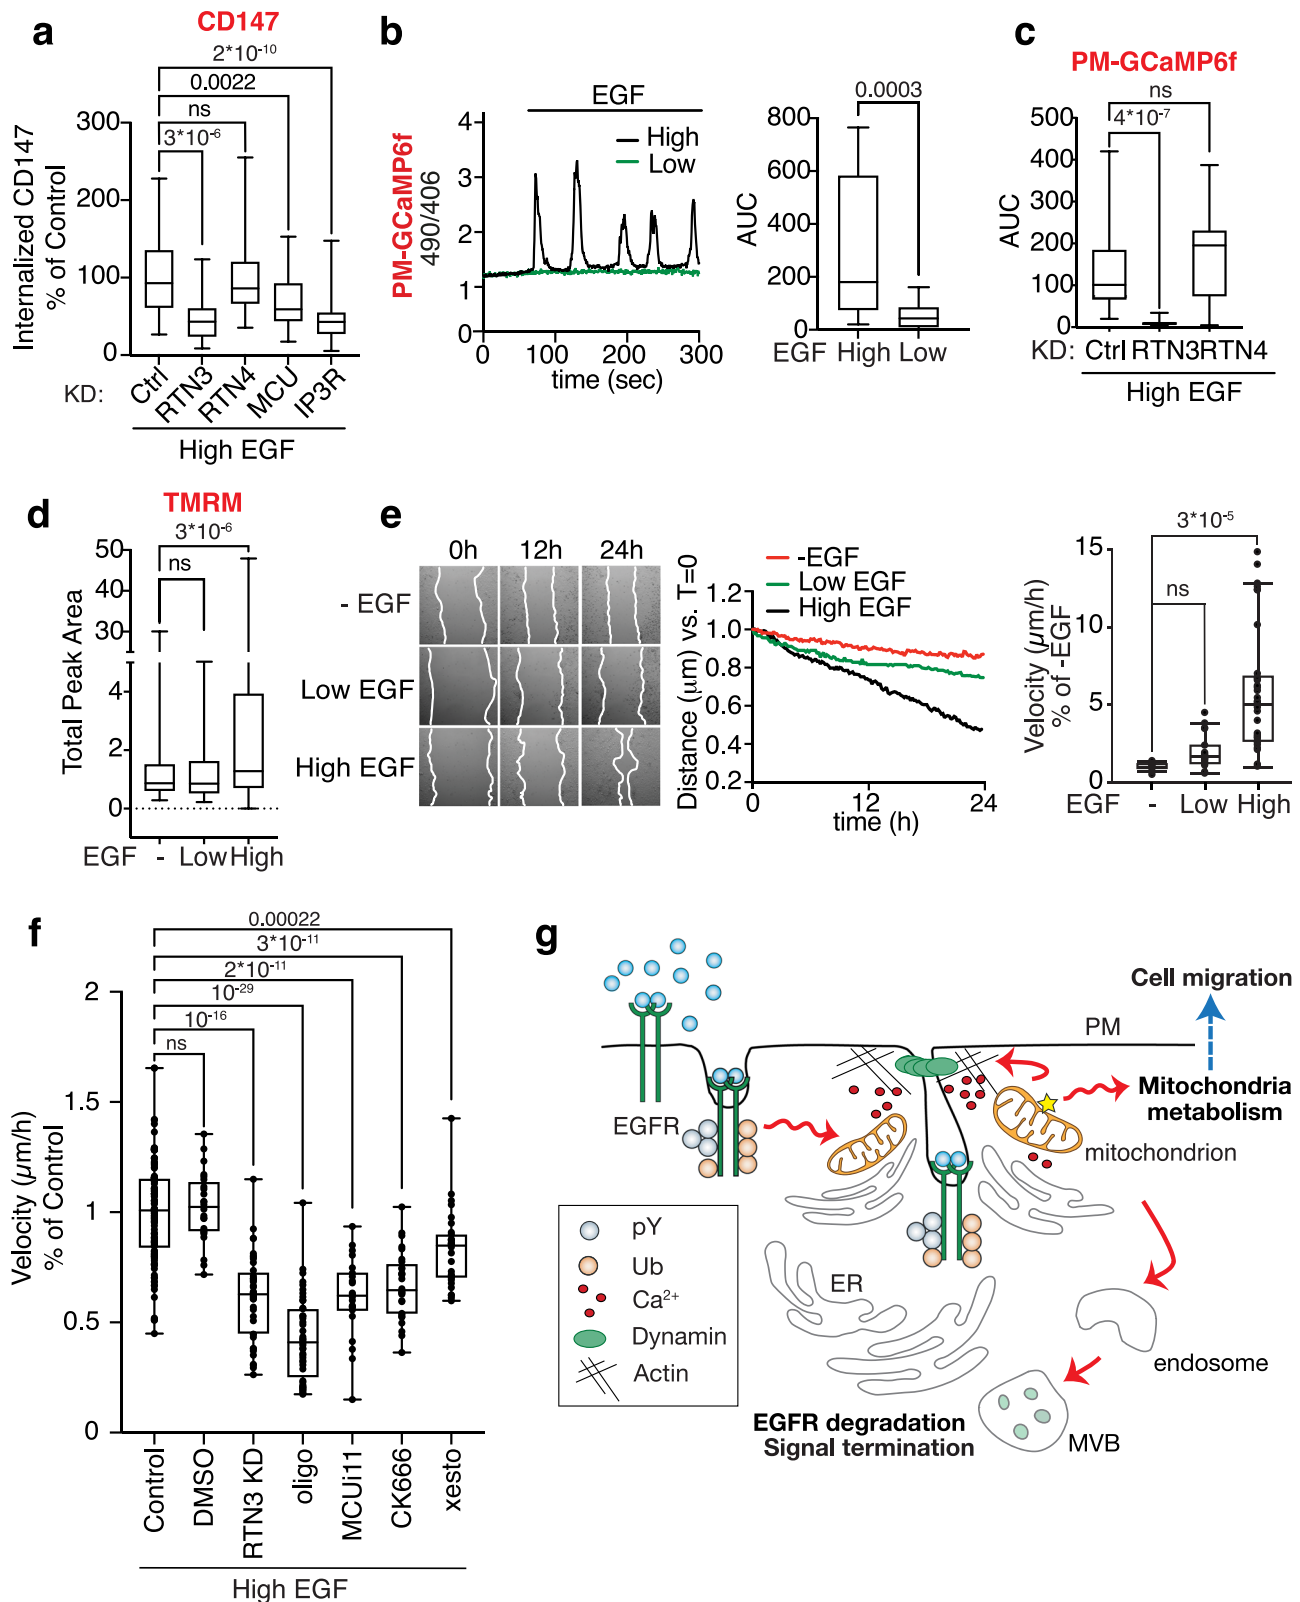 a
CD147
2*10⁻¹⁰
0.0022
ns
3*10⁻⁶
Internalized CD147
% of Control
300
200
100
0
KD:
Ctrl
RTN3
RTN4
MCU
IP3R
High EGF
b
PM-GCaMP6f
490/406
EGF
High
Low
4
3
2
1
0
0
100
200
300
time (sec)
0.0003
AUC
800
600
400
200
0
EGF High Low
c
PM-GCaMP6f
ns
4*10⁻⁷
AUC
500
400
300
200
100
0
KD: Ctrl RTN3 RTN4
High EGF
d
TMRM
3*10⁻⁶
ns
Total Peak Area
50
40
30
4
2
0
EGF - Low High
e
0h 12h 24h
- EGF
Low EGF
High EGF
-EGF
Low EGF
High EGF
Distance (μm) vs. T=0
1.2
1.0
0.8
0.6
0.4
0.2
0 12 24
time (h)
3*10⁻⁵
ns
Velocity (μm/h)
% of -EGF
15
10
5
0
EGF - Low High
f
0.00022
3*10⁻¹¹
2*10⁻¹¹
10⁻²⁹
10⁻¹⁶
ns
Velocity (μm/h)
% of Control
2
1.5
1
0.5
0
Control
DMSO
RTN3 KD
oligo
MCUi11
CK666
xesto
High EGF
g
Cell migration
PM
Mitochondria
metabolism
EGFR
mitochondrion
pY
Ub
Ca²⁺
Dynamin
Actin
ER
endosome
EGFR degradation
Signal termination
MVB